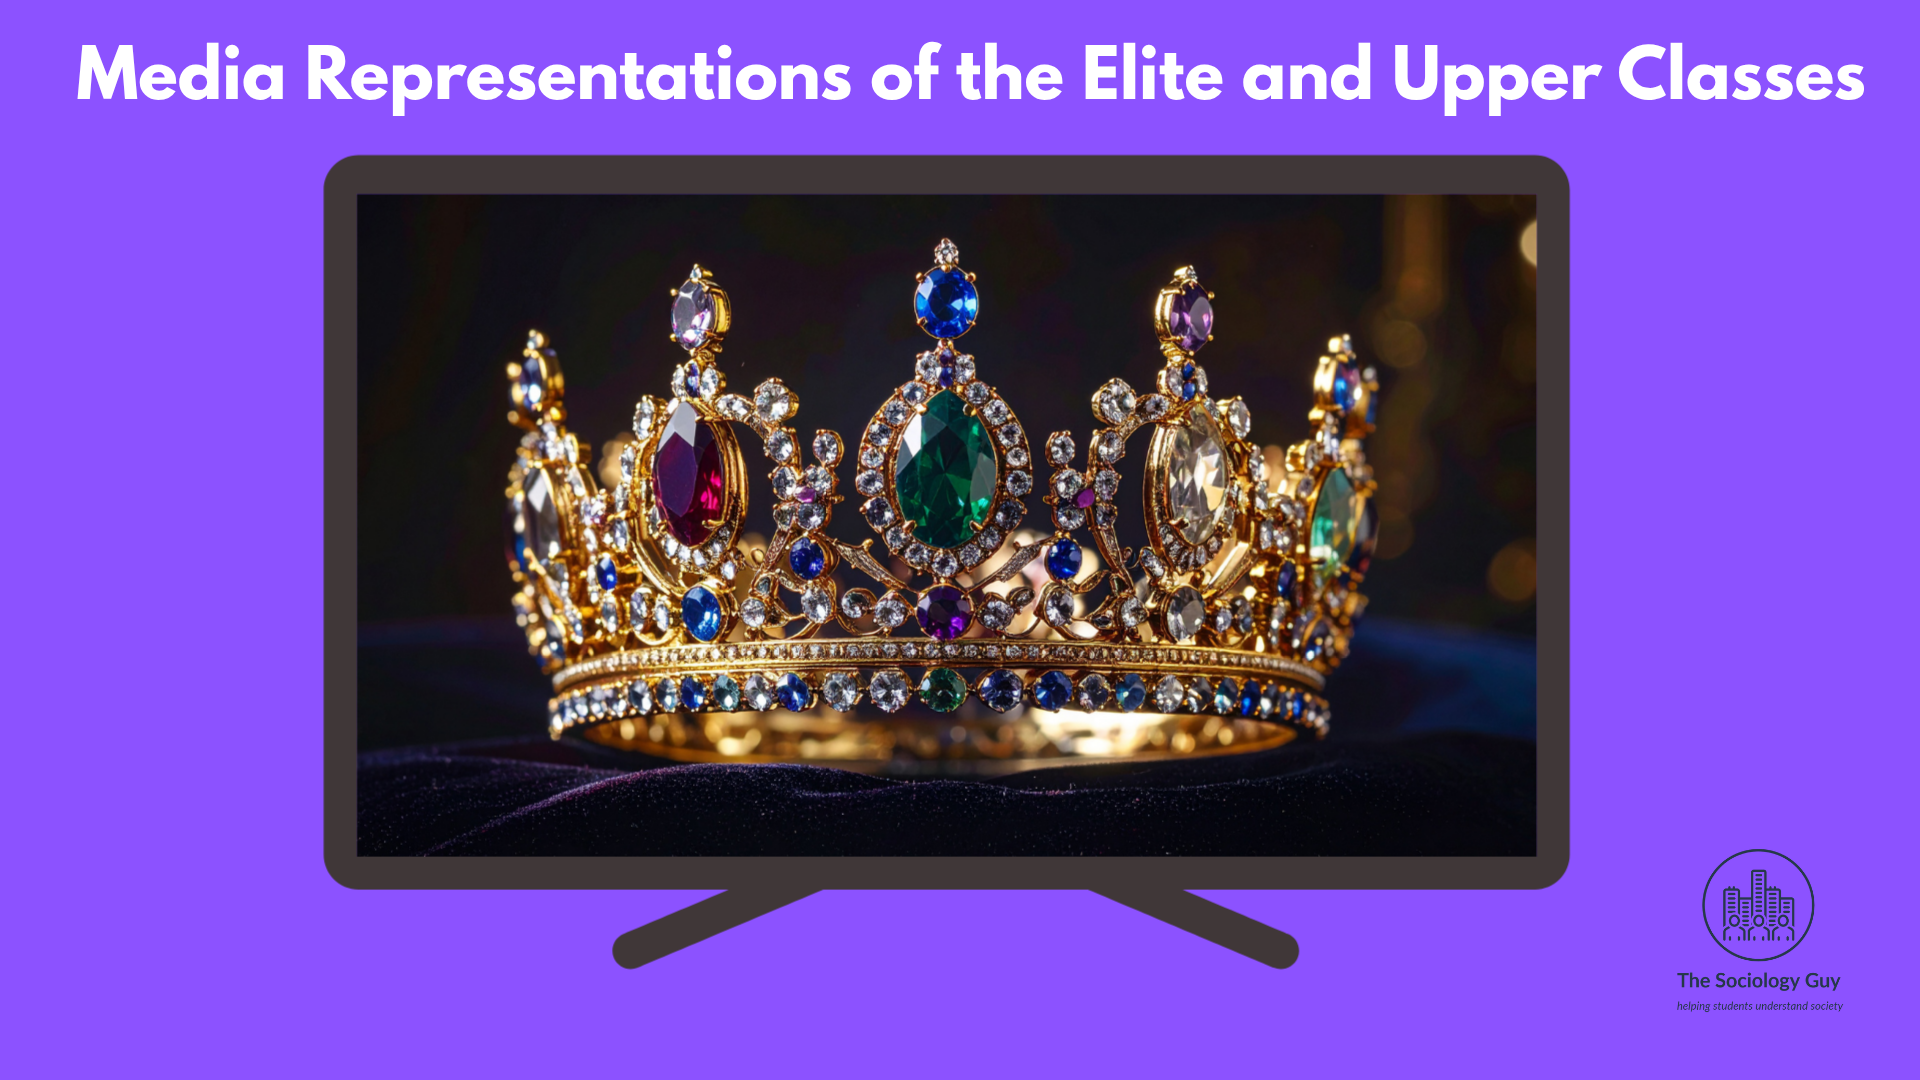 Media Representations of the Elite and Upper Classes
The Sociology Guy
helping students understand society